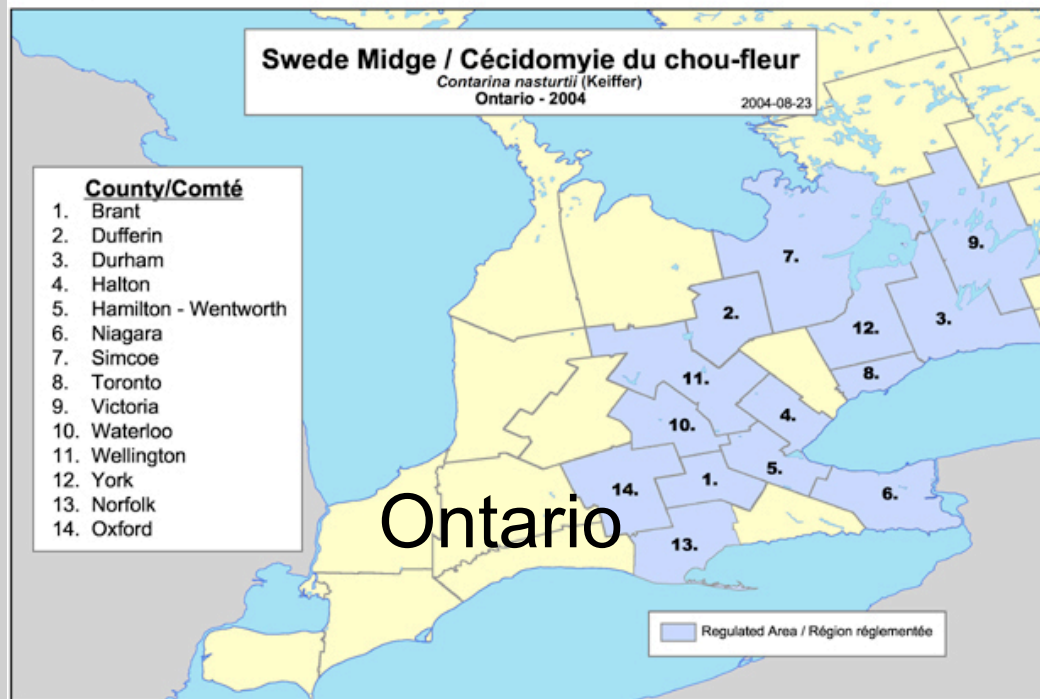 Swede Midge / Cécidomyie du chou-fleur
Contarina nasturtii (Keiffer)
Ontario - 2004
2004-08-23
County/Comté
1. Brant
2. Dufferin
3. Durham
4. Halton
5. Hamilton - Wentworth
6. Niagara
7. Simcoe
8. Toronto
9. Victoria
10. Waterloo
11. Wellington
12. York
13. Norfolk
14. Oxford
7.
9.
2.
12.
3.
11.
8.
10.
4.
5.
14.
1.
6.
Ontario
13.
Regulated Area / Région réglementée